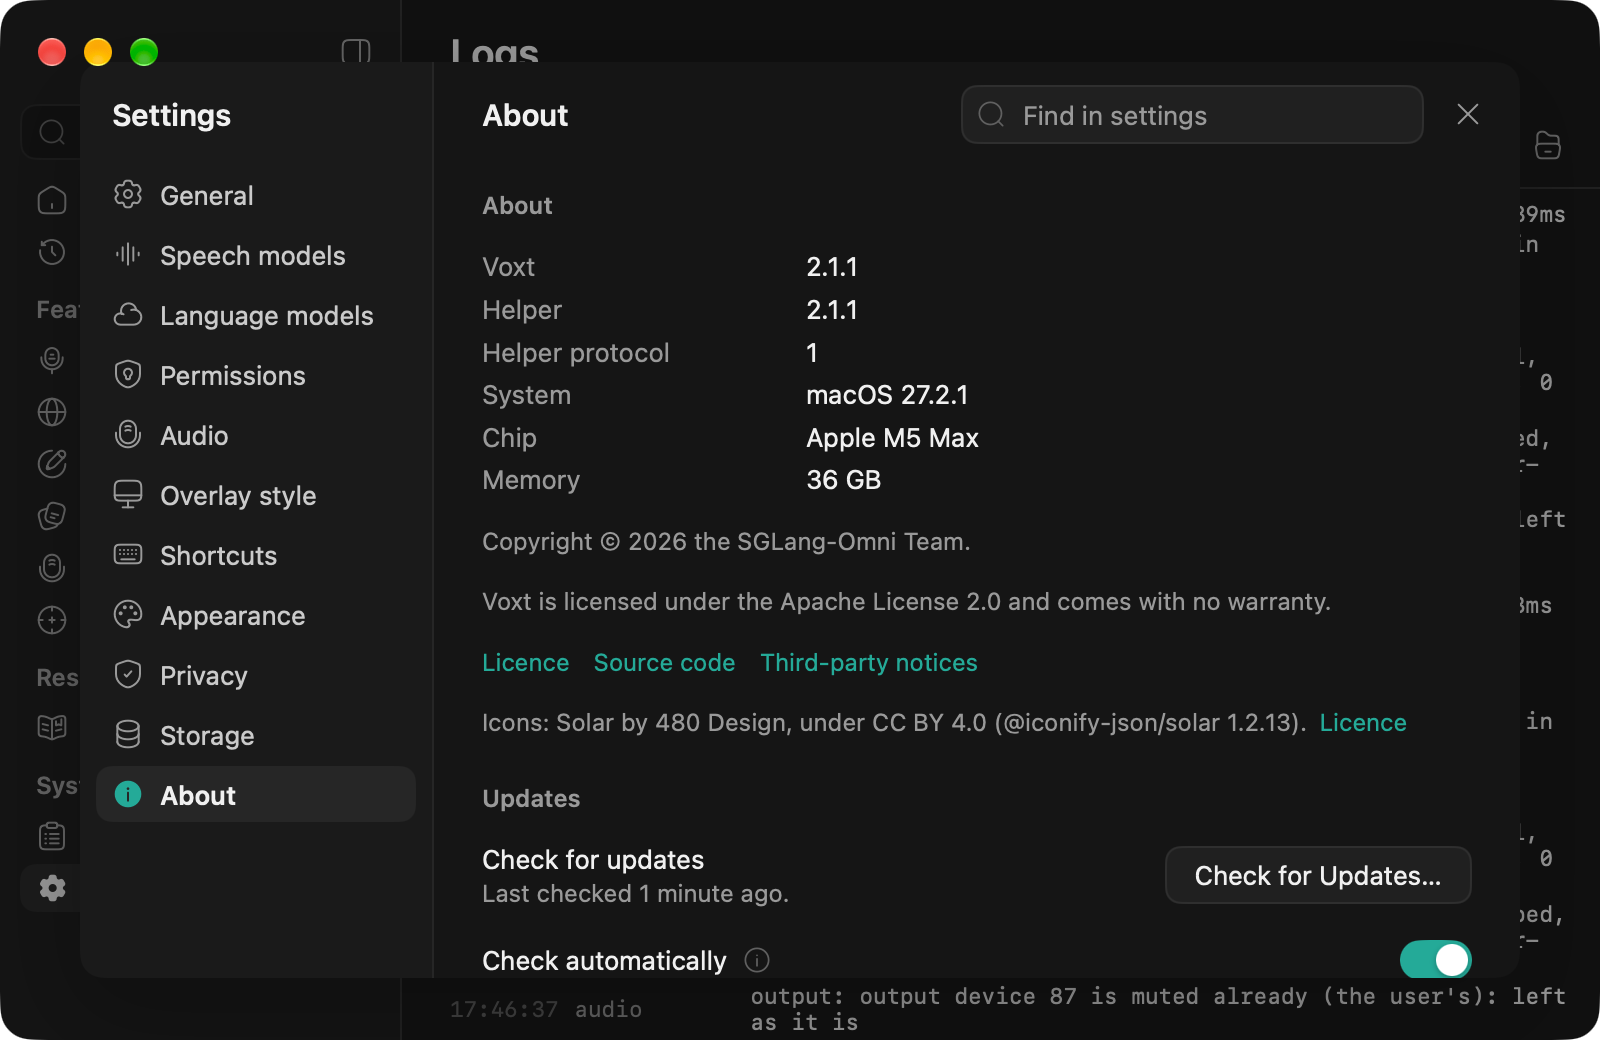 Logs
Settings
General
Speech models
Language models
Permissions
Audio
Overlay style
Shortcuts
Appearance
Privacy
Storage
About
About
Find in settings
About
Voxt 2.1.1
Helper 2.1.1
Helper protocol 1
System macOS 27.2.1
Chip Apple M5 Max
Memory 36 GB
Copyright © 2026 the SGLang-Omni Team.
Voxt is licensed under the Apache License 2.0 and comes with no warranty.
Licence Source code Third-party notices
Icons: Solar by 480 Design, under CC BY 4.0 (@iconify-json/solar 1.2.13). Licence
Updates
Check for updates
Last checked 1 minute ago.
Check for Updates...
Check automatically
in
0
left
in
0
17:46:37 audio output: output device 87 is muted already (the user's): left
as it is